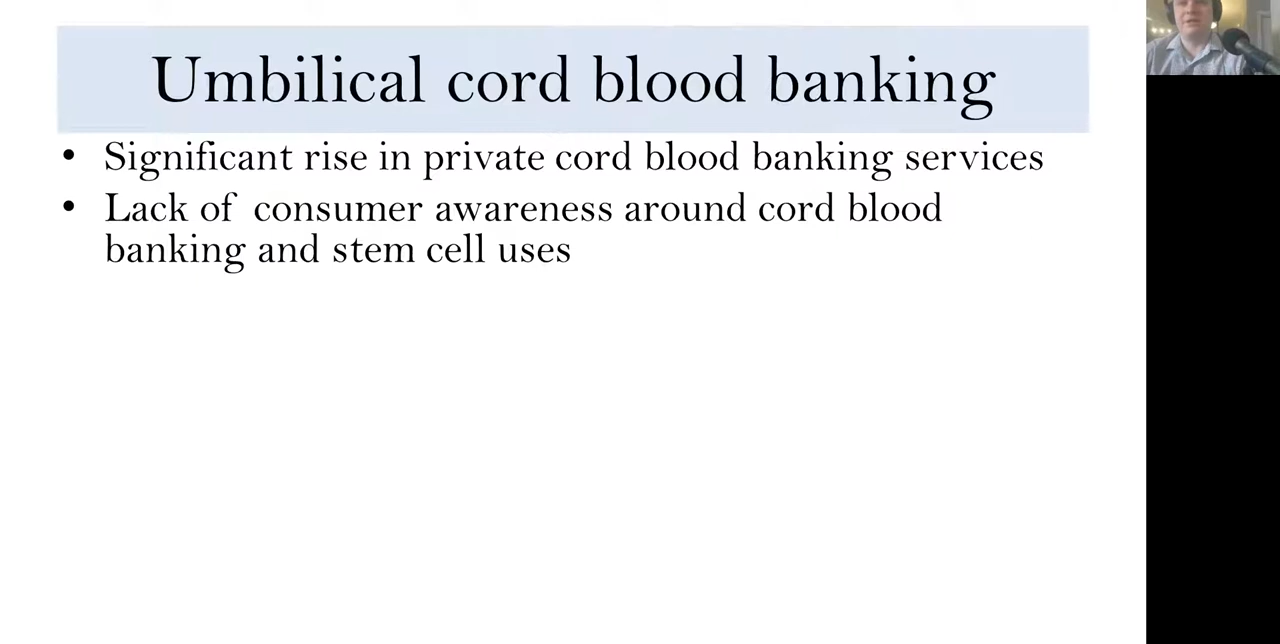 Umbilical cord blood banking
• Significant rise in private cord blood banking services
• Lack of consumer awareness around cord blood
banking and stem cell uses